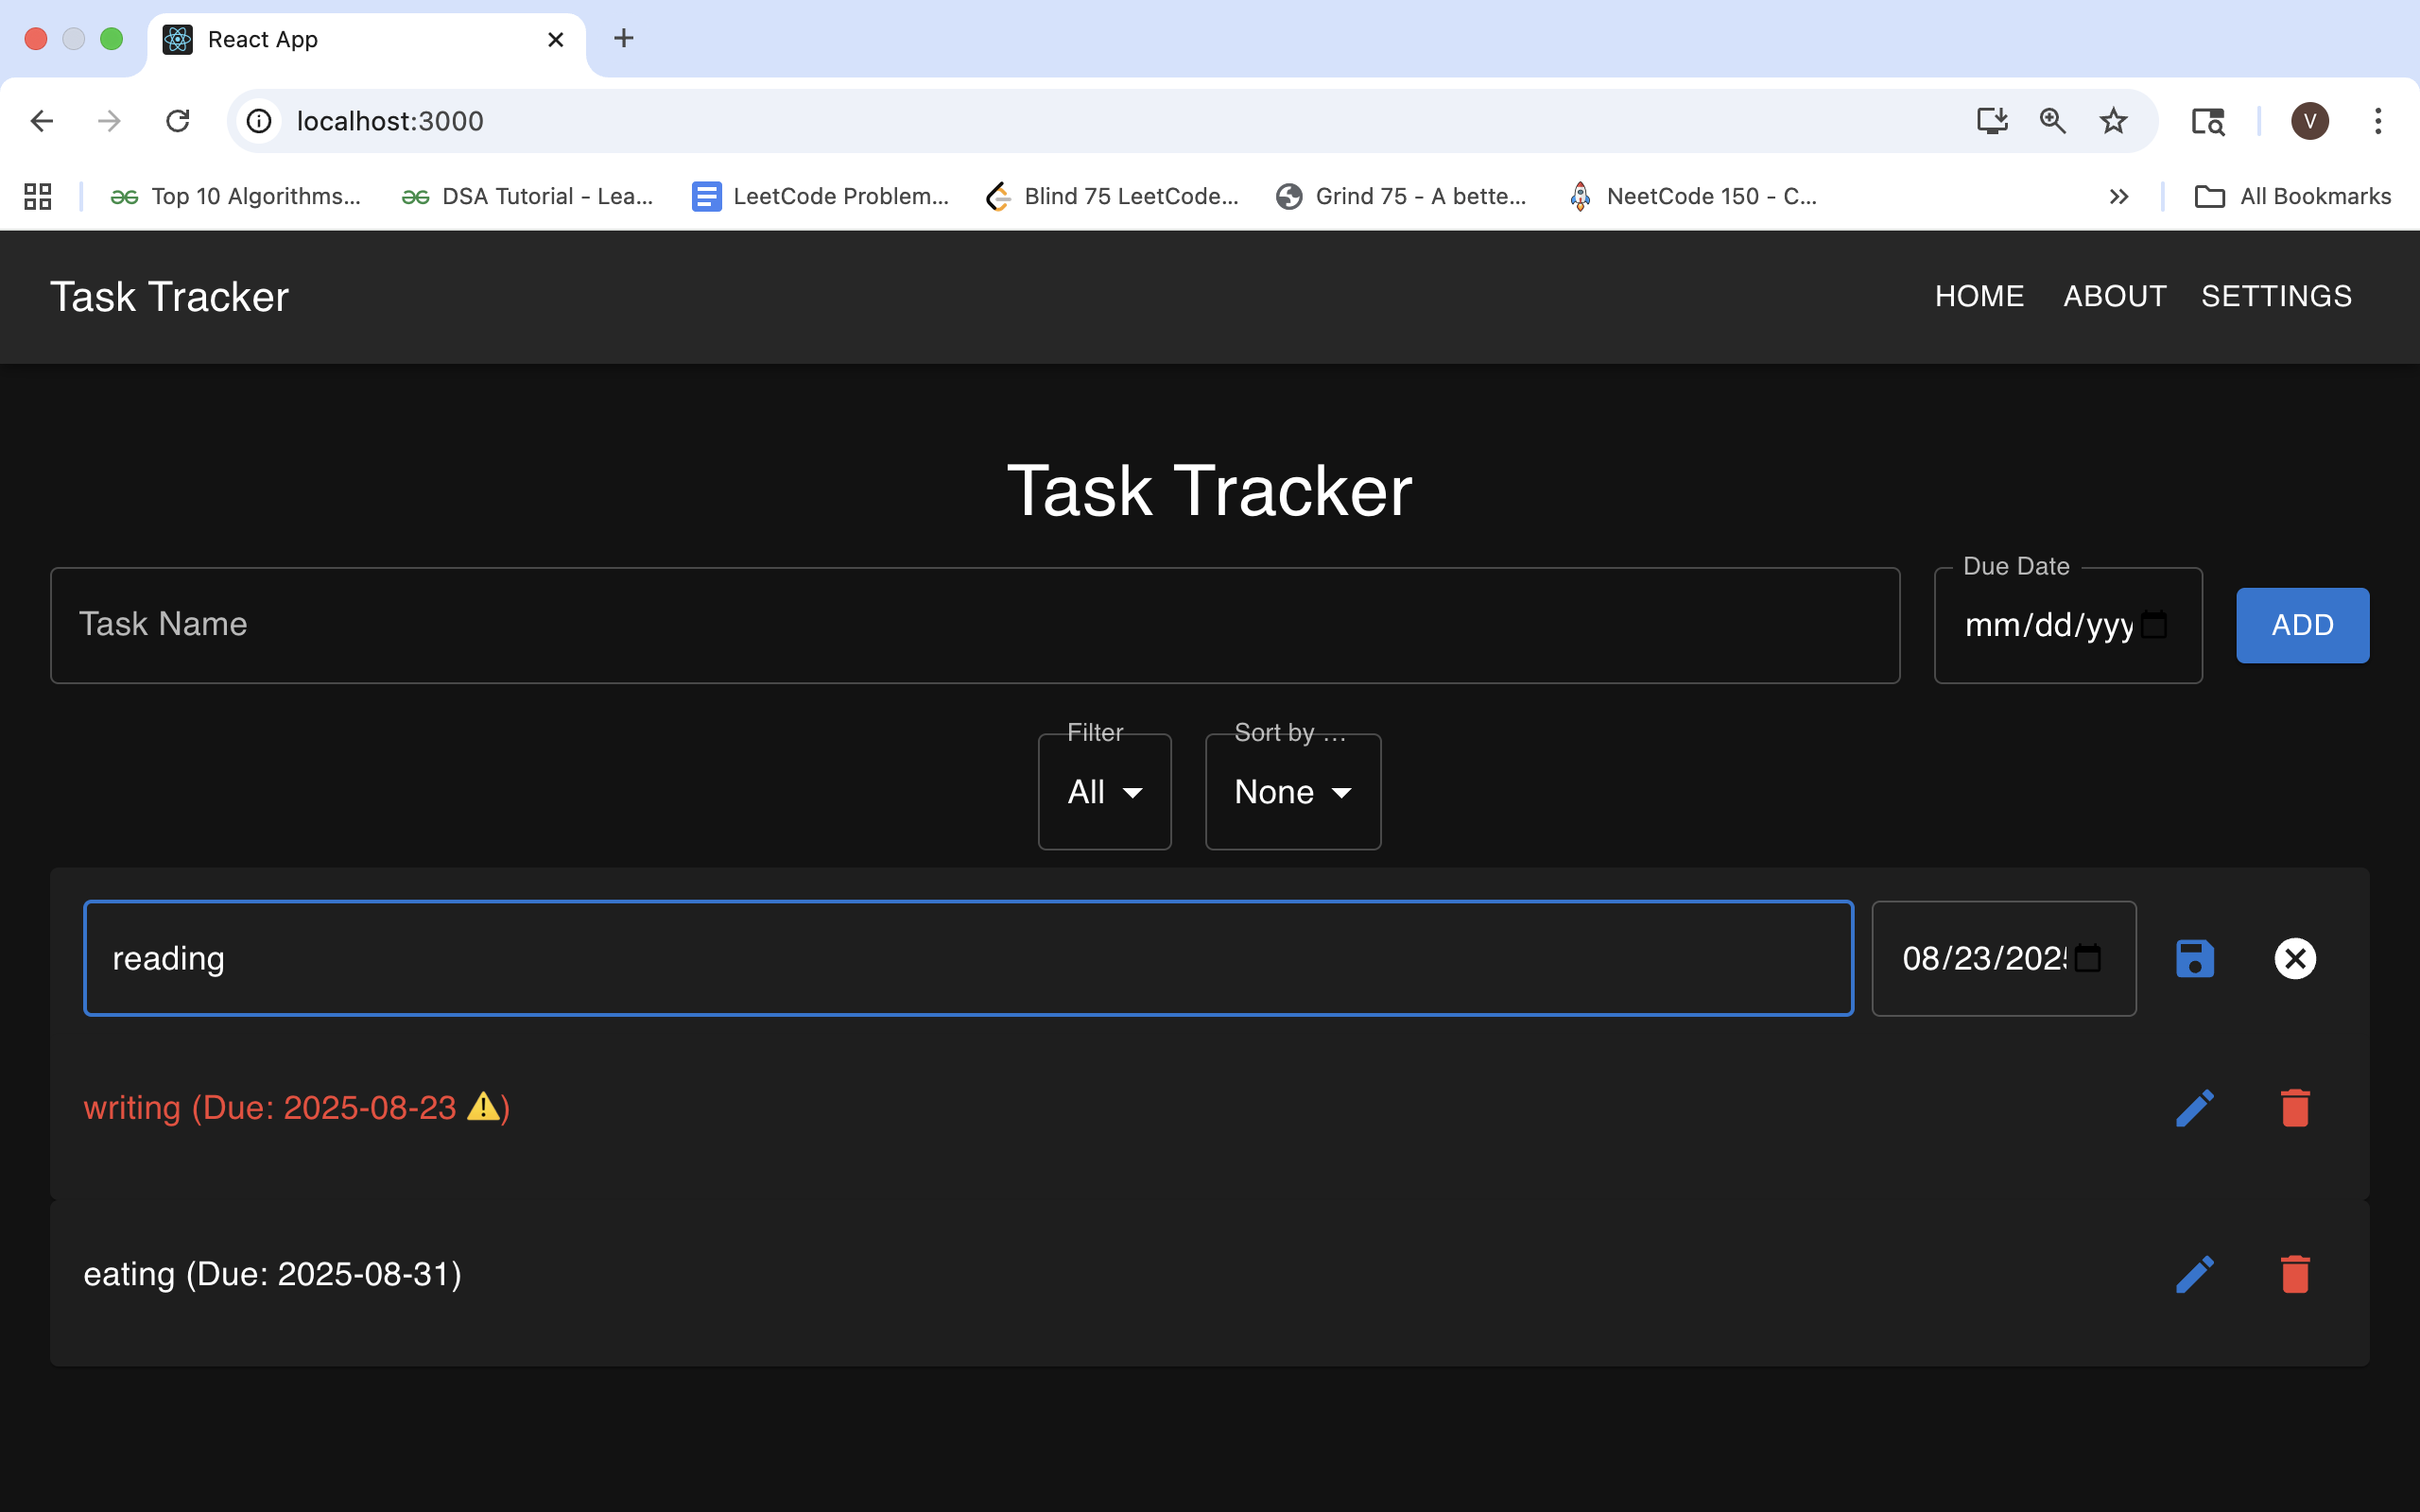 React App
localhost:3000
Top 10 Algorithms... DSA Tutorial - Lea... LeetCode Problem... Blind 75 LeetCode... Grind 75 - A bette... NeetCode 150 - C... All Bookmarks
V
Task Tracker HOME ABOUT SETTINGS
Task Tracker
Due Date
Task Name mm/dd/yyy ADD
Filter Sort by ...
All None
reading 08/23/202
writing (Due: 2025-08-23 ⚠️)
eating (Due: 2025-08-31)